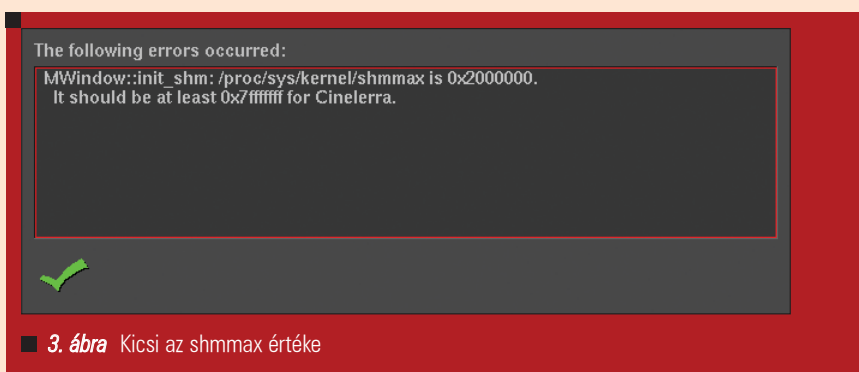 The following errors occurred:
MWindow::init_shm: /proc/sys/kernel/shmmax is 0x2000000.
It should be at least 0x7fffffff for Cinelerra.
3. ábra Kicsi az shmmax értéke